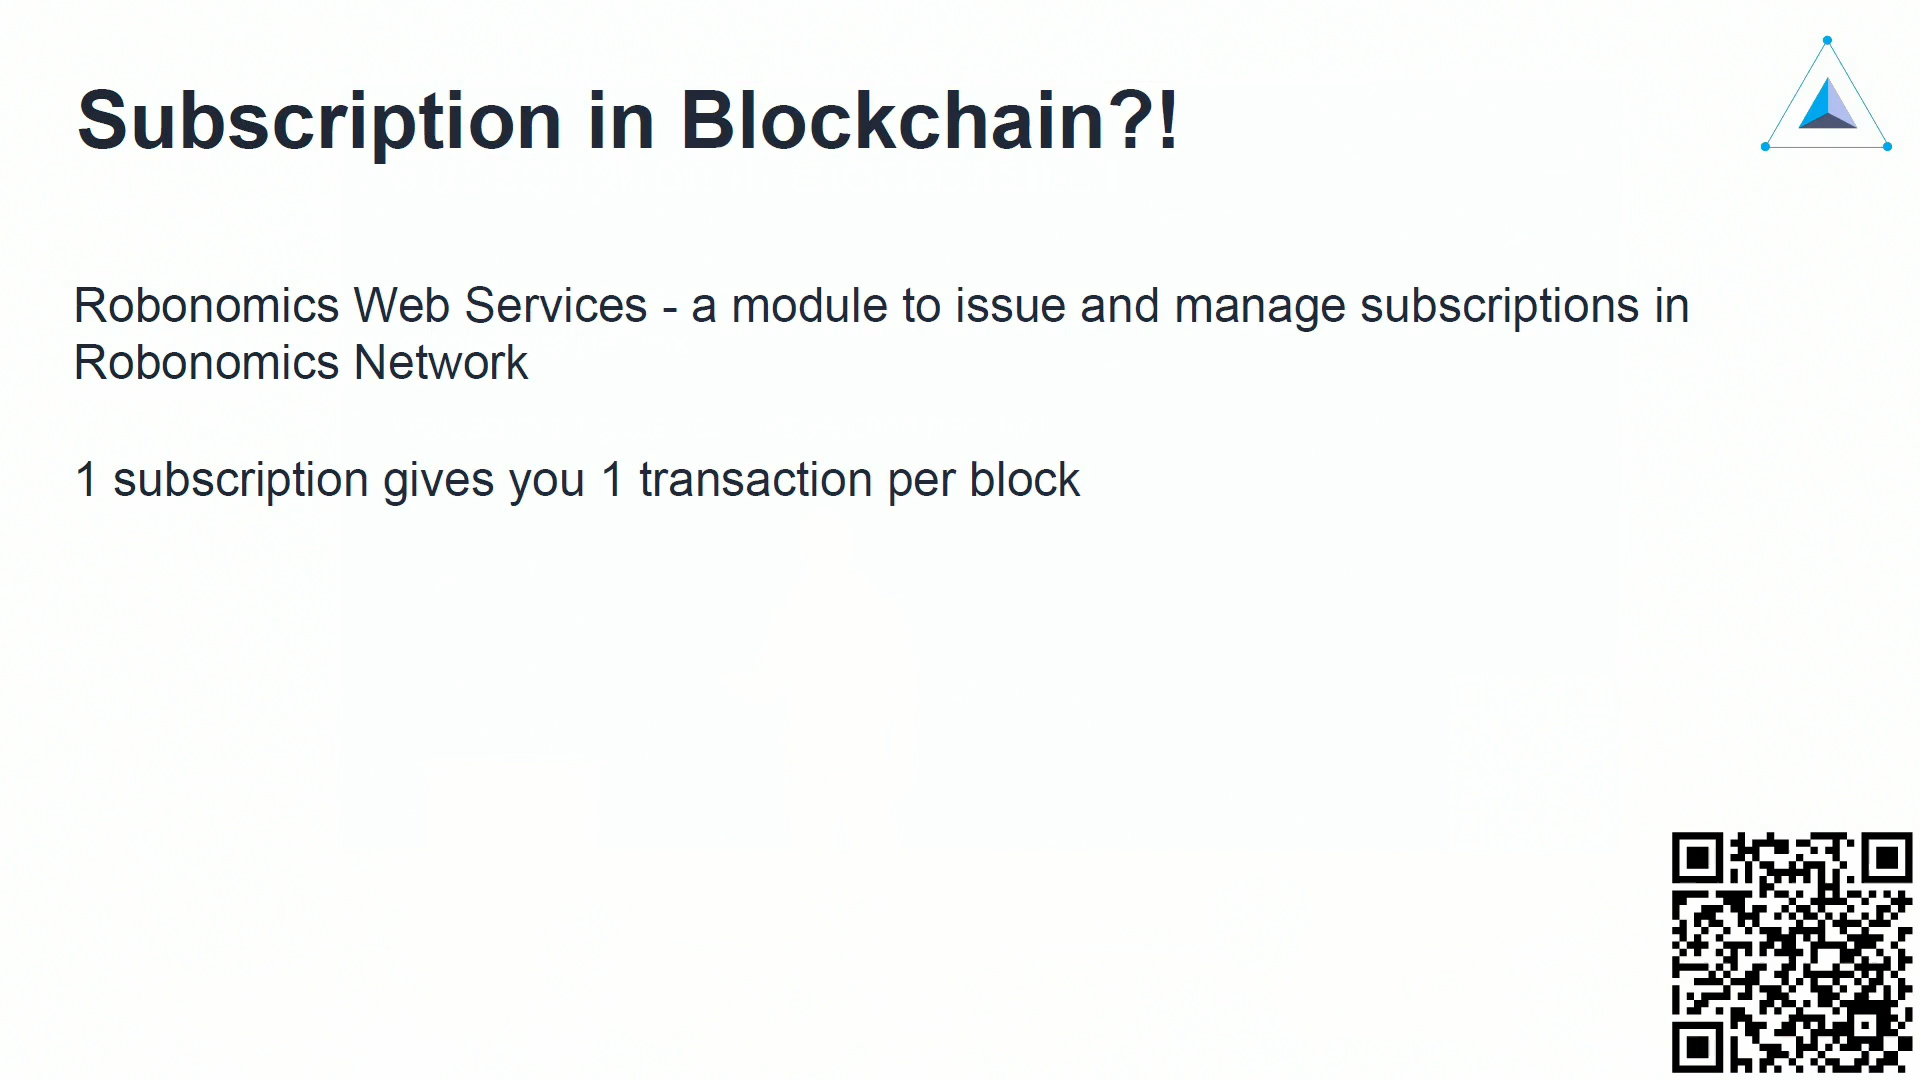 Subscription in Blockchain?!
Robonomics Web Services - a module to issue and manage subscriptions in
Robonomics Network
1 subscription gives you 1 transaction per block